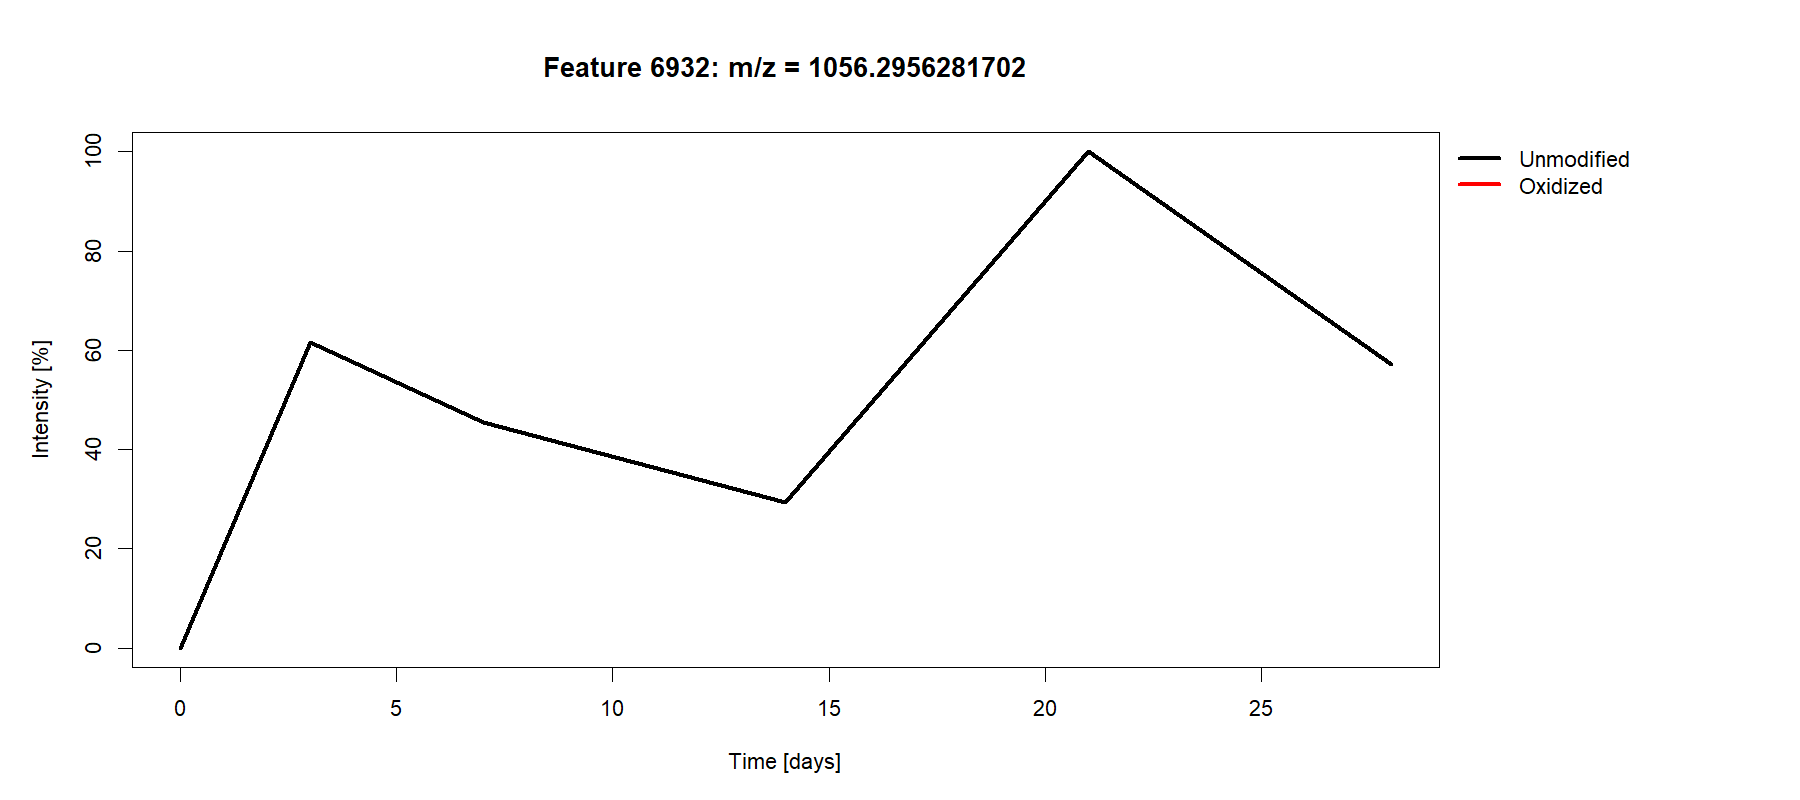 Feature 6932: m/z = 1056.2956281702
Unmodified
Oxidized
Intensity [%]
100
80
60
40
20
0
0 5 10 15 20 25
Time [days]